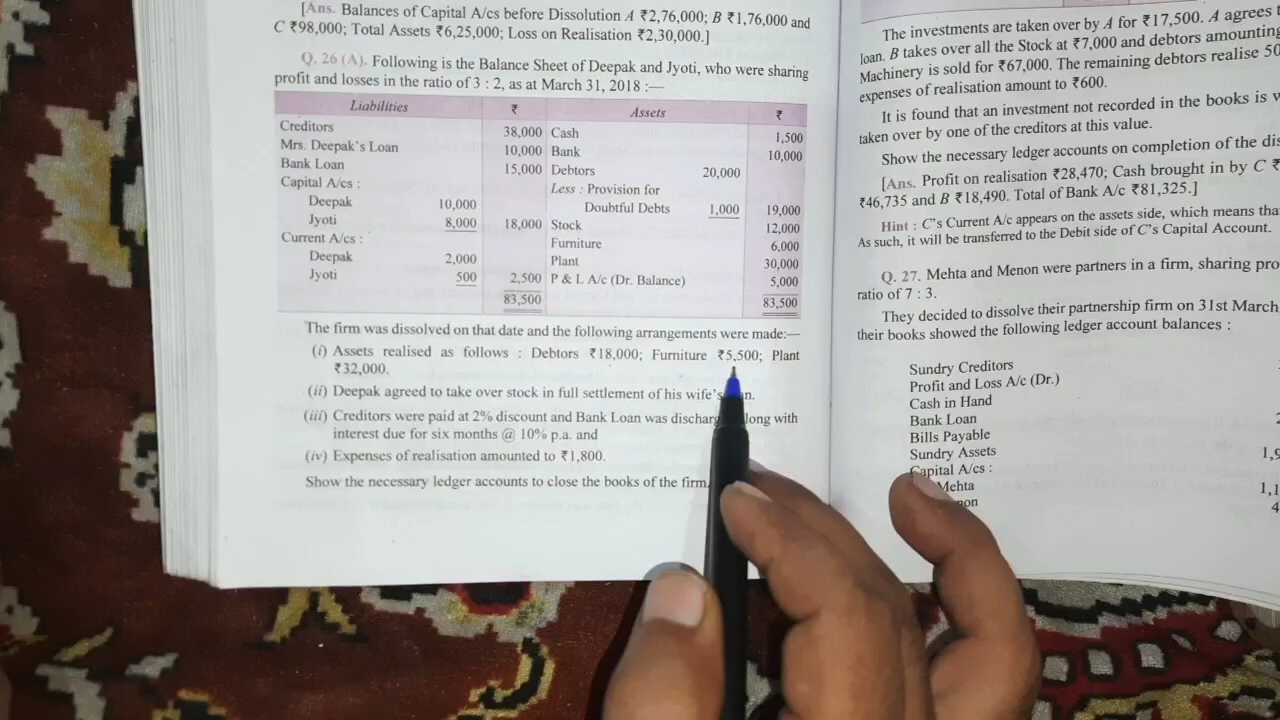 [Ans. Balances of Capital A/cs before Dissolution A ₹2,76,000; B ₹1,76,000 and
C ₹98,000; Total Assets ₹6,25,000; Loss on Realisation ₹2,30,000.]
Q. 26 (A). Following is the Balance Sheet of Deepak and Jyoti, who were sharing
profit and losses in the ratio of 3 : 2, as at March 31, 2018 :—
Liabilities ₹ Assets ₹
Creditors 38,000 Cash 1,500
Mrs. Deepak's Loan 10,000 Bank 10,000
Bank Loan 15,000 Debtors 20,000
Capital A/cs : Less : Provision for
Deepak 10,000 Doubtful Debts 1,000 19,000
Jyoti 8,000 18,000 Stock 12,000
Current A/cs : Furniture 6,000
Deepak 2,000 Plant 30,000
Jyoti 500 2,500 P & L A/c (Dr. Balance) 5,000
83,500 83,500
The firm was dissolved on that date and the following arrangements were made:—
(i) Assets realised as follows : Debtors ₹18,000; Furniture ₹5,500; Plant
₹32,000.
(ii) Deepak agreed to take over stock in full settlement of his wife's
(iii) Creditors were paid at 2% discount and Bank Loan was with
interest due for six months @ 10% p.a. and
(iv) Expenses of realisation amounted to ₹1,800.
Show the necessary ledger accounts to close the books of the firm
The investments are taken over by A for ₹17,500. A agrees
loan. B takes over all the Stock at ₹7,000 and debtors amounting
Machinery is sold for ₹67,000. The remaining debtors realise
expenses of realisation amount to ₹600.
It is found that an investment not recorded in the books is
taken over by one of the creditors at this value.
Show the necessary ledger accounts on completion of the
[Ans. Profit on realisation ₹28,470; Cash brought in by C ₹
₹46,735 and B ₹18,490. Total of Bank A/c ₹81,325.]
Hint : C's Current A/c appears on the assets side, which means
As such, it will be transferred to the Debit side of C's Capital Account.
Q. 27. Mehta and Menon were partners in a firm, sharing
ratio of 7 : 3.
They decided to dissolve their partnership firm on 31st March
their books showed the following ledger account balances :
Sundry Creditors
Profit and Loss A/c (Dr.)
Cash in Hand
Bank Loan
Bills Payable
Sundry Assets
Capital A/cs :
Mehta